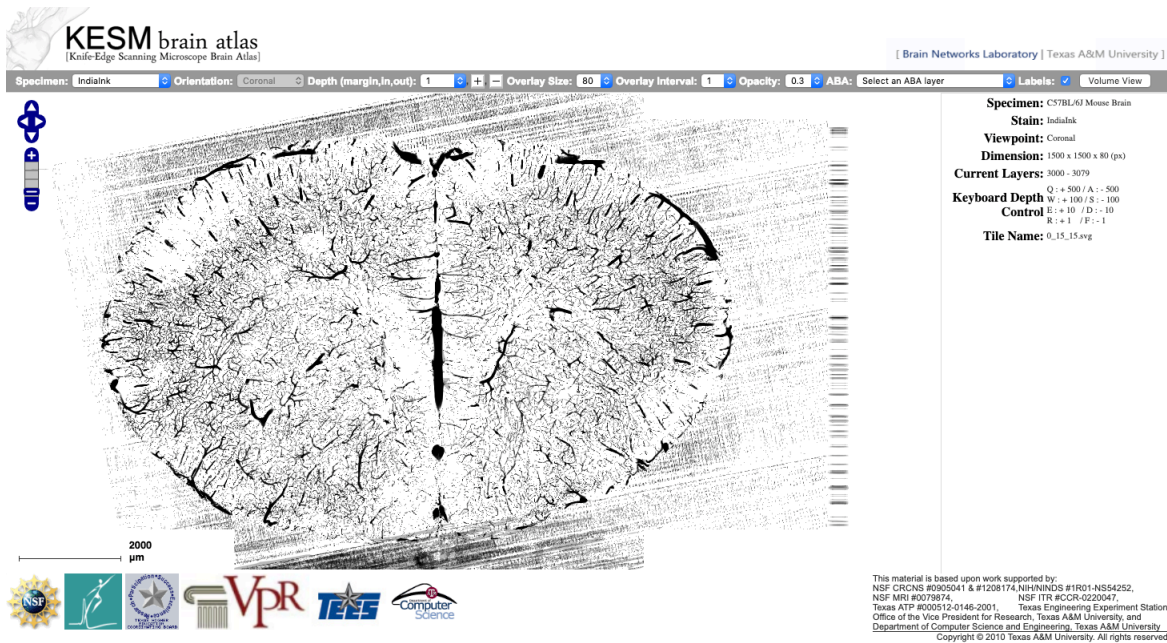 KESM brain atlas
[Knife-Edge Scanning Microscope Brain Atlas]
[ Brain Networks Laboratory | Texas A&M University ]
Specimen: IndiaInk Orientation: Coronal Depth (margin,in,out): 1 + − Overlay Size: 80 Overlay Interval: 1 Opacity: 0.3 ABA: Select an ABA layer Labels: Volume View
Specimen: C57BL/6J Mouse Brain
Stain: IndiaInk
Viewpoint: Coronal
Dimension: 1500 x 1500 x 80 (px)
Current Layers: 3000 - 3079
Keyboard Depth Control
Q : + 500 / A : - 500
W : + 100 / S : - 100
E : + 10 / D : - 10
R : + 1 / F : - 1
Tile Name: 0_15_15.svg
2000
μm
NSF
VPR
TEES
Computer
Science
This material is based upon work supported by:
NSF CRCNS #0905041 & #1208174,NIH/NINDS #1R01-NS54252,
NSF MRI #0079874, NSF ITR #CCR-0220047,
Texas ATP #000512-0146-2001, Texas Engineering Experiment Station
Office of the Vice President for Research, Texas A&M University, and
Department of Computer Science and Engineering, Texas A&M University
Copyright © 2010 Texas A&M University. All rights reserved